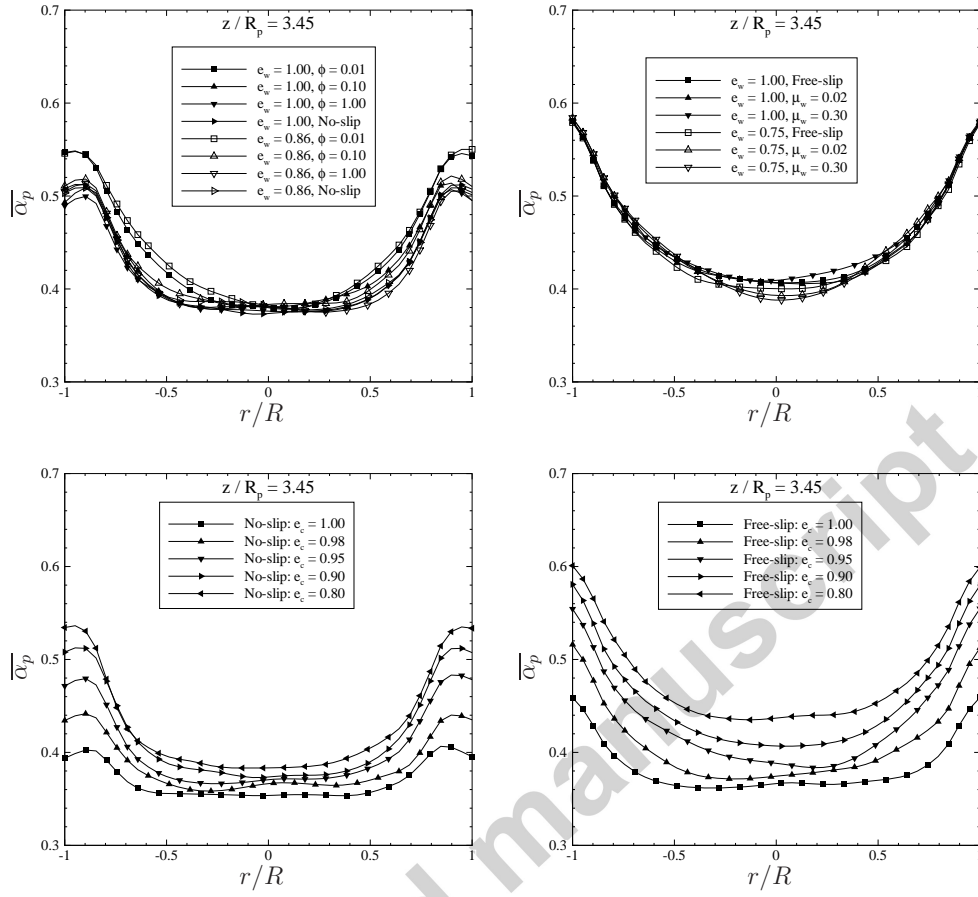 z / Rₚ = 3.45
e_w = 1.00, ϕ = 0.01
e_w = 1.00, ϕ = 0.10
e_w = 1.00, ϕ = 1.00
e_w = 1.00, No-slip
e_w = 0.86, ϕ = 0.01
e_w = 0.86, ϕ = 0.10
e_w = 0.86, ϕ = 1.00
e_w = 0.86, No-slip
0.7
0.6
0.5
0.4
0.3
α̅ₚ
-1 -0.5 0 0.5 1
r/R
z / Rₚ = 3.45
e_w = 1.00, Free-slip
e_w = 1.00, μ_w = 0.02
e_w = 1.00, μ_w = 0.30
e_w = 0.75, Free-slip
e_w = 0.75, μ_w = 0.02
e_w = 0.75, μ_w = 0.30
0.7
0.6
0.5
0.4
0.3
α̅ₚ
-1 -0.5 0 0.5 1
r/R
z / Rₚ = 3.45
No-slip: e_c = 1.00
No-slip: e_c = 0.98
No-slip: e_c = 0.95
No-slip: e_c = 0.90
No-slip: e_c = 0.80
0.7
0.6
0.5
0.4
0.3
α̅ₚ
-1 -0.5 0 0.5 1
r/R
z / Rₚ = 3.45
Free-slip: e_c = 1.00
Free-slip: e_c = 0.98
Free-slip: e_c = 0.95
Free-slip: e_c = 0.90
Free-slip: e_c = 0.80
0.7
0.6
0.5
0.4
0.3
α̅ₚ
-1 -0.5 0 0.5 1
r/R
manuscript